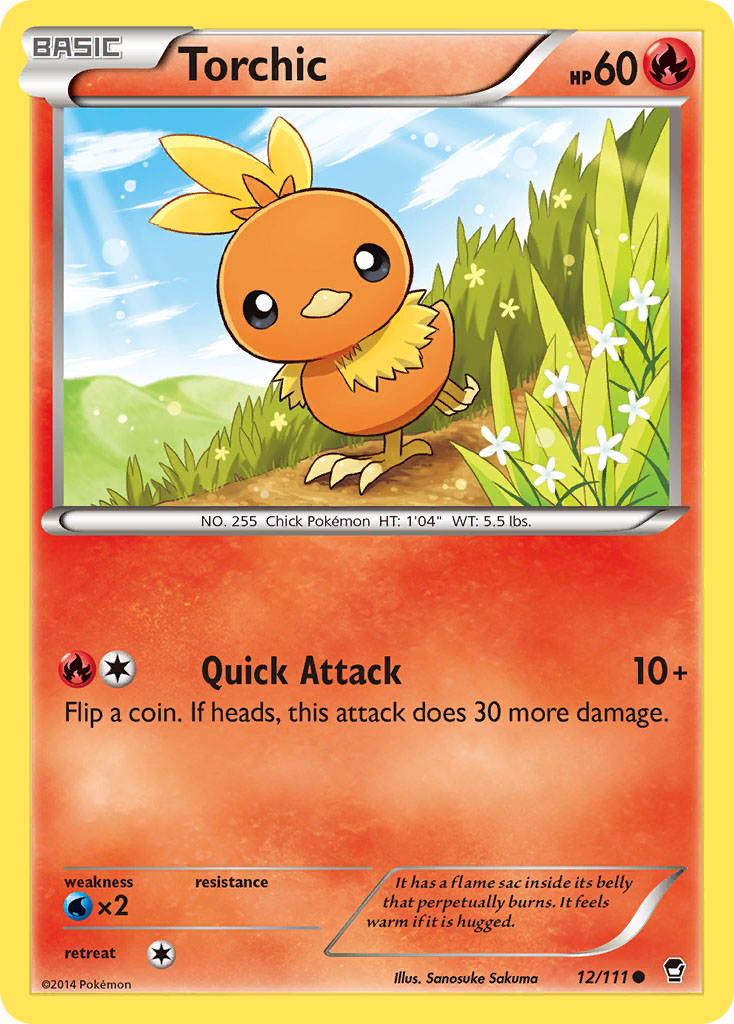 BASIC
Torchic
HP60
NO. 255 Chick Pokémon HT: 1'04" WT: 5.5 lbs.
Quick Attack 10+
Flip a coin. If heads, this attack does 30 more damage.
weakness resistance
×2
It has a flame sac inside its belly
that perpetually burns. It feels
warm if it is hugged.
retreat
©2014 Pokémon
Illus. Sanosuke Sakuma
12/111